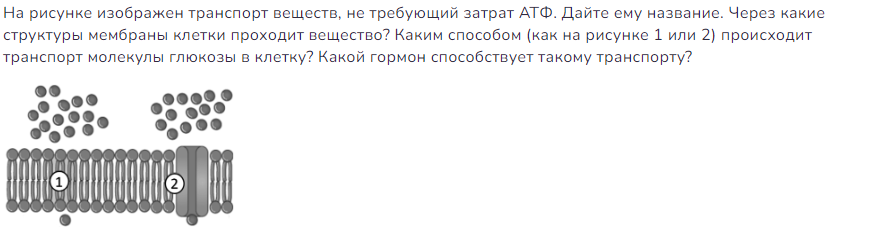 На рисунке изображен транспорт веществ, не требующий затрат АТФ. Дайте ему название. Через какие
структуры мембраны клетки проходит вещество? Каким способом (как на рисунке 1 или 2) происходит
транспорт молекулы глюкозы в клетку? Какой гормон способствует такому транспорту?
1
2